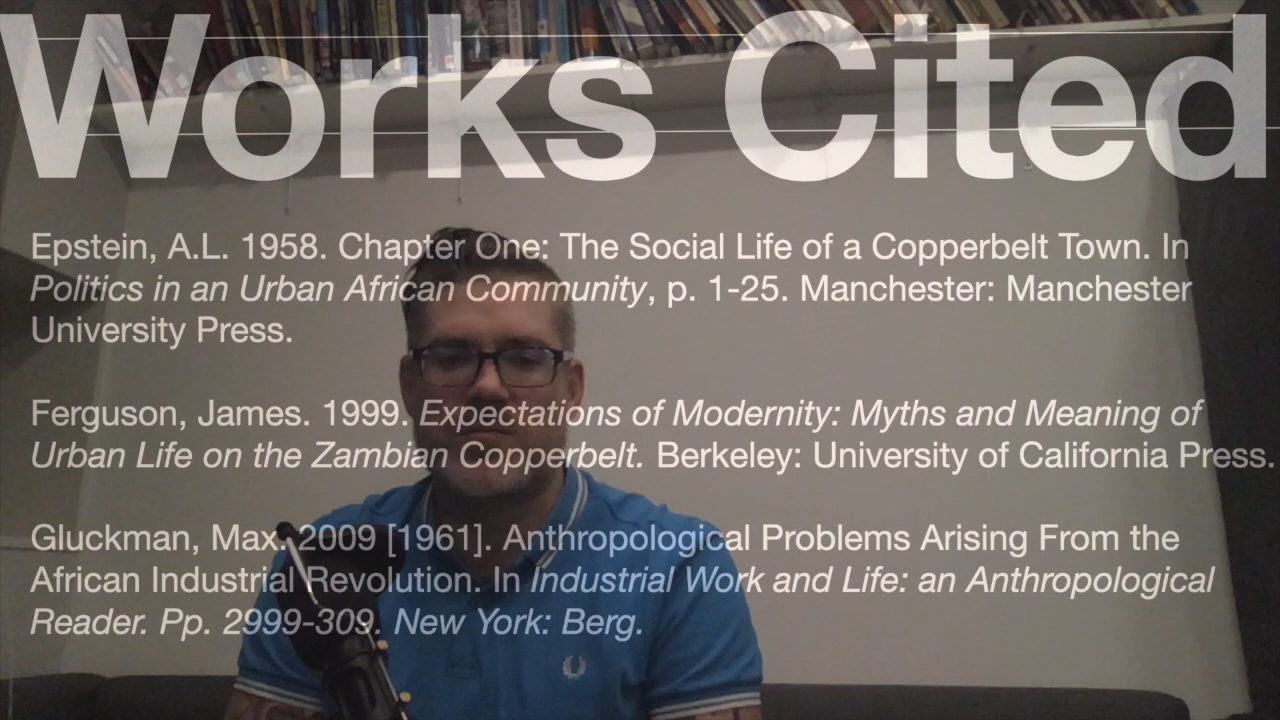 Works Cited
Epstein, A.L. 1958. Chapter One: The Social Life of a Copperbelt Town. In
Politics in an Urban African Community, p. 1-25. Manchester: Manchester
University Press.
Ferguson, James. 1999. Expectations of Modernity: Myths and Meaning of
Urban Life on the Zambian Copperbelt. Berkeley: University of California Press.
Gluckman, Max. 2009 [1961]. Anthropological Problems Arising From the
African Industrial Revolution. In Industrial Work and Life: an Anthropological
Reader. Pp. 2999-309. New York: Berg.